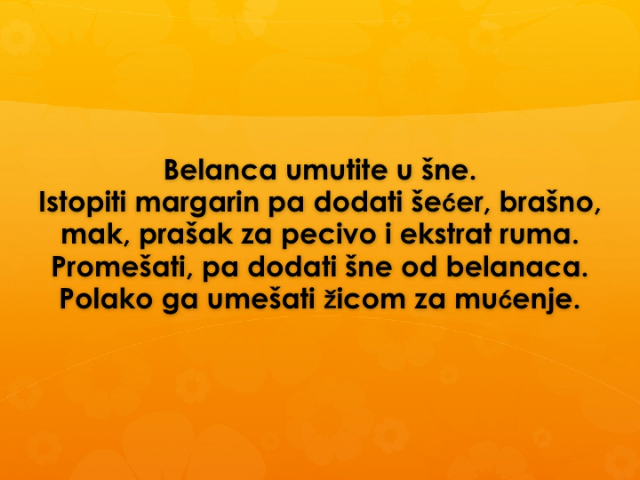 Belanca umutite u šne.
Istopiti margarin pa dodati šećer, brašno,
mak, prašak za pecivo i ekstrat ruma.
Promešati, pa dodati šne od belanaca.
Polako ga umešati žicom za mućenje.